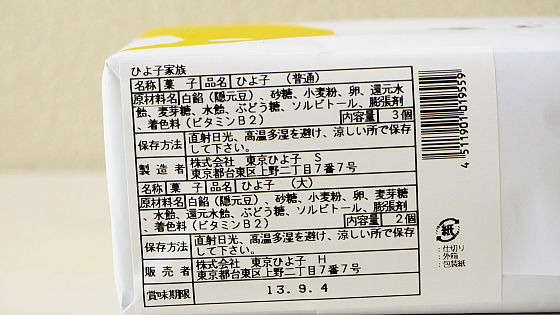 ひよ子家族
名称 菓 子 品名 ひよ子 (普通)
原材料名 白餡(隠元豆)、砂糖、小麦粉、卵、還元水
飴、麦芽糖、水飴、ぶどう糖、ソルビトール、膨張剤
、着色料(ビタミンB2) 内容量 3個
保存方法 直射日光、高温多湿を避け、涼しい所で保存
して下さい。
製造者 株式会社 東京ひよ子 S
東京都台東区上野二丁目7番7号
名称 菓 子 品名 ひよ子 (大)
原材料名 白餡(隠元豆)、砂糖、小麦粉、卵、麦芽糖
、水飴、還元水飴、ぶどう糖、ソルビトール、膨張剤
、着色料(ビタミンB2) 内容量 2個
保存方法 直射日光、高温多湿を避け、涼しい所で保存
して下さい。
販売者 株式会社 東京ひよ子 H
東京都台東区上野二丁目7番7号
賞味期限 13.9.4
4 511901 019559
紙
:仕切り
:外箱
:包装紙